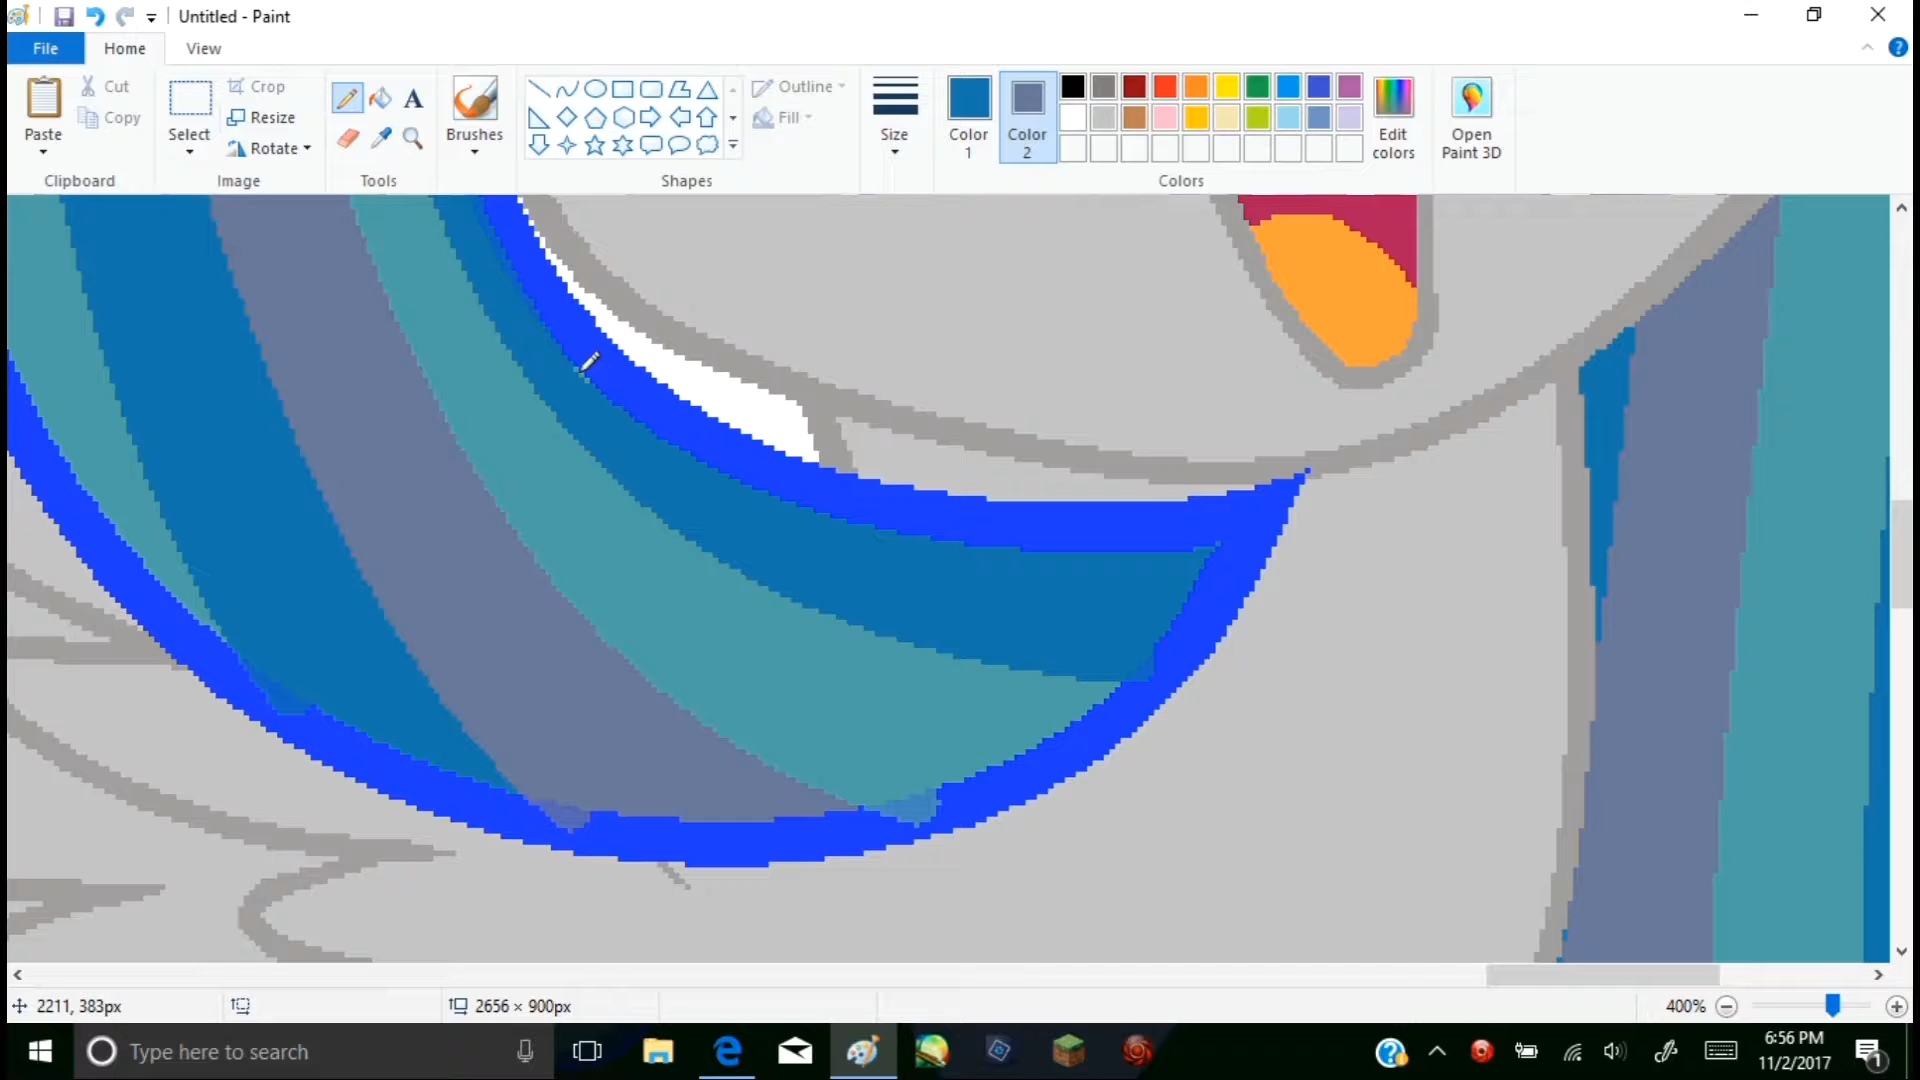 Untitled - Paint
File Home View
Paste
Cut
Copy
Clipboard
Select
Crop
Resize
Rotate
Image
A
Tools
Brushes
Shapes
Outline
Fill
Size
Color 1
Color 2
Edit colors
Colors
Open Paint 3D
2211, 383px
2656 × 900px
400%
Type here to search
6:56 PM
11/2/2017
1